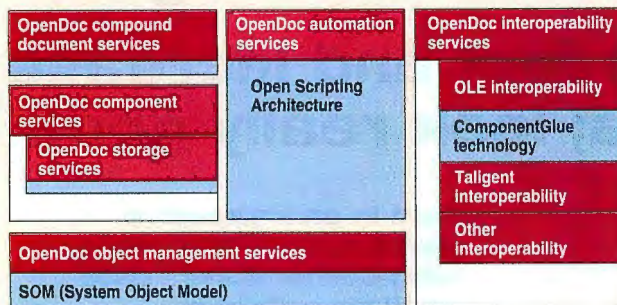 OpenDoc compound
document services
OpenDoc component
services
OpenDoc storage
services
OpenDoc automation
services
Open Scripting
Architecture
OpenDoc interoperability
services
OLE interoperability
ComponentGlue
technology
Taligent
interoperability
Other
interoperability
OpenDoc object management services
SOM (System Object Model)